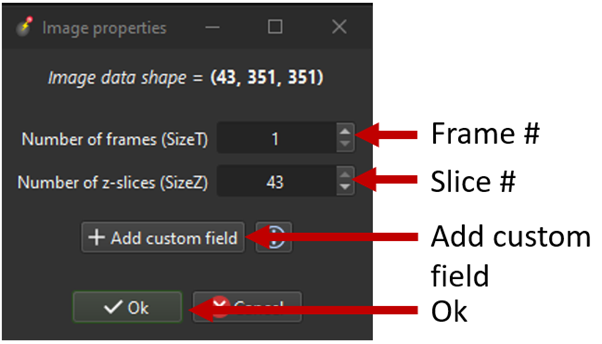 Image properties
Image data shape = (43, 351, 351)
Number of frames (SizeT) 1
Frame #
Number of z-slices (SizeZ) 43
Slice #
+ Add custom field
Add custom
field
Ok Cancel
Ok